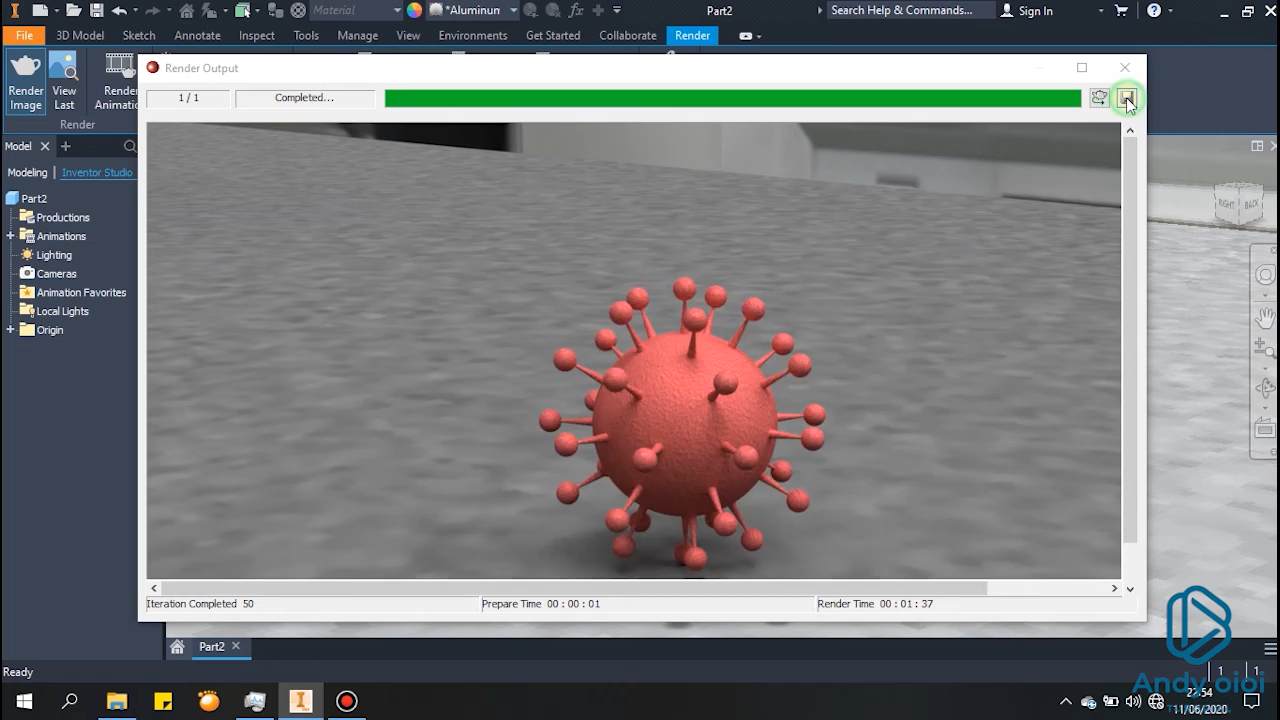 Material
*Aluminum
Part2
Search Help & Commands...
Sign In
File
3D Model
Sketch
Annotate
Inspect
Tools
Manage
View
Environments
Get Started
Collaborate
Render
Render Image
View Last
Render Animatio
Render
Render Output
1 / 1
Completed...
Model
Modeling
Inventor Studio
Part2
Productions
Animations
Lighting
Cameras
Animation Favorites
Local Lights
Origin
RIGHT
BACK
Iteration Completed 50
Prepare Time 00 : 00 : 01
Render Time 00 : 01 : 37
Part2
Ready
1
1
Andy oioi
22:54
11/06/2020